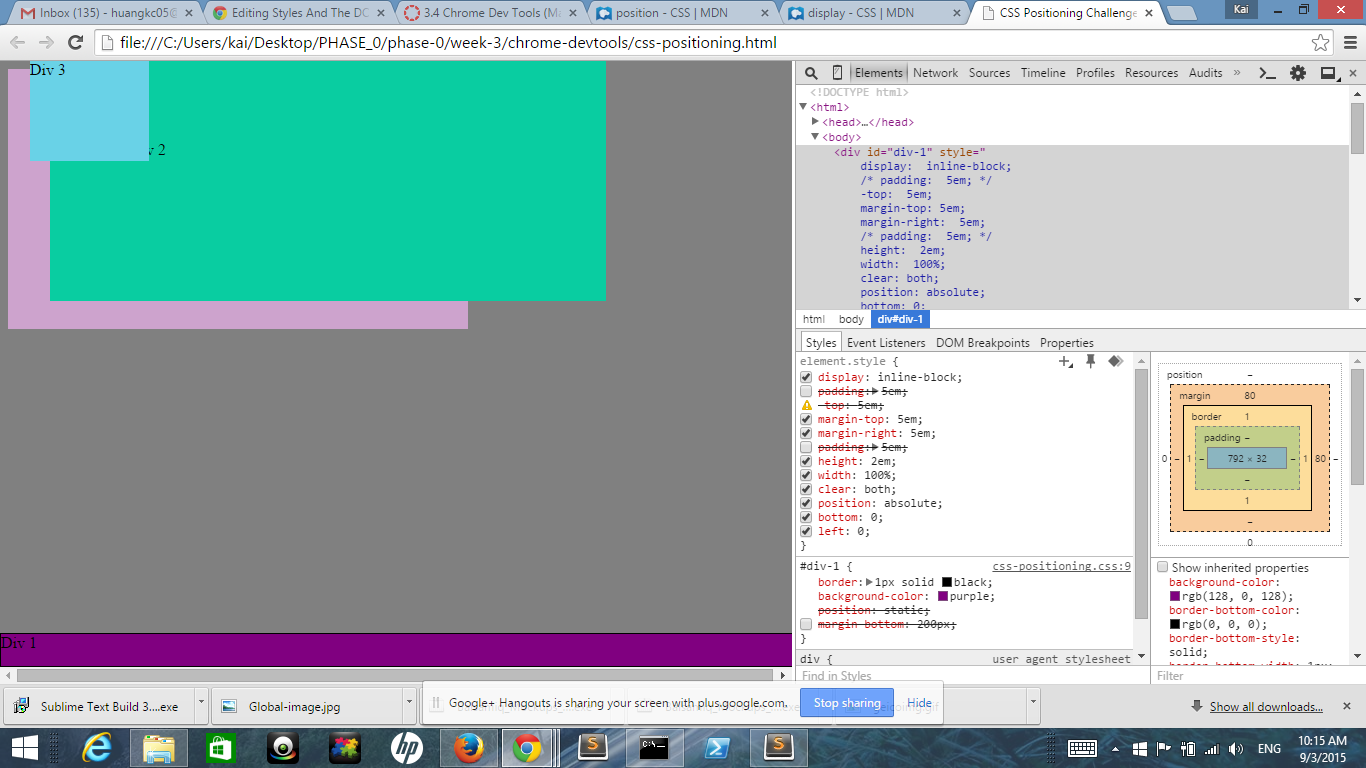 Inbox (135) - huangkc05@
Editing Styles And The DO
3.4 Chrome Dev Tools (Ma
position - CSS | MDN
display - CSS | MDN
CSS Positioning Challenge
Kai
file:///C:/Users/kai/Desktop/PHASE_0/phase-0/week-3/chrome-devtools/css-positioning.html
Div 3
v 2
Div 1
Elements Network Sources Timeline Profiles Resources Audits »
<!DOCTYPE html>
<html>
<head>…</head>
<body>
<div id="div-1" style="
display: inline-block;
/* padding: 5em; */
-top: 5em;
margin-top: 5em;
margin-right: 5em;
/* padding: 5em; */
height: 2em;
width: 100%;
clear: both;
position: absolute;
bottom: 0;
html body div#div-1
Styles Event Listeners DOM Breakpoints Properties
element.style {
display: inline-block;
padding: 5em;
-top: 5em;
margin-top: 5em;
margin-right: 5em;
padding: 5em;
height: 2em;
width: 100%;
clear: both;
position: absolute;
bottom: 0;
left: 0;
}
#div-1 { css-positioning.css:9
border: 1px solid black;
background-color: purple;
position: static;
margin-bottom: 200px;
}
div { user agent stylesheet
Find in Styles
position –
margin 80
border 1
padding –
0 – 1 – 792 × 32 – 1 80 –
–
1
–
0
Show inherited properties
background-color:
rgb(128, 0, 128);
border-bottom-color:
rgb(0, 0, 0);
border-bottom-style:
solid;
border-bottom-width: 1px
Filter
Sublime Text Build 3....exe
Global-image.jpg
Google+ Hangouts is sharing your screen with plus.google.com.
Stop sharing
Hide
Show all downloads...
ENG
10:15 AM
9/3/2015